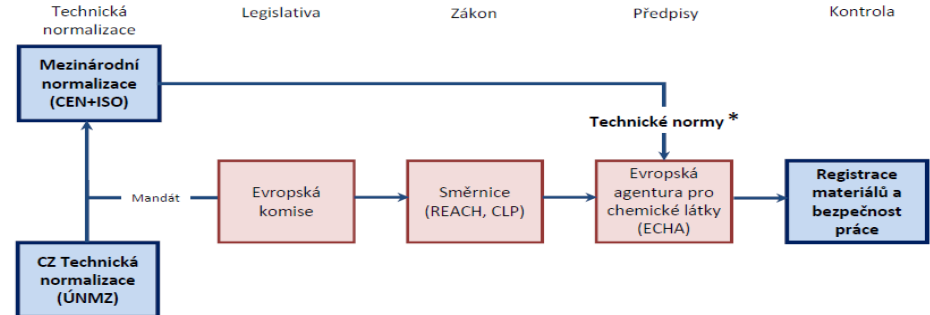 Technická
normalizace
Legislativa
Zákon
Předpisy
Kontrola
Mezinárodní
normalizace
(CEN+ISO)
Technické normy *
Mandát
Evropská
komise
Směrnice
(REACH, CLP)
Evropská
agentura pro
chemické látky
(ECHA)
Registrace
materiálů a
bezpečnost
práce
CZ Technická
normalizace
(ÚNMZ)